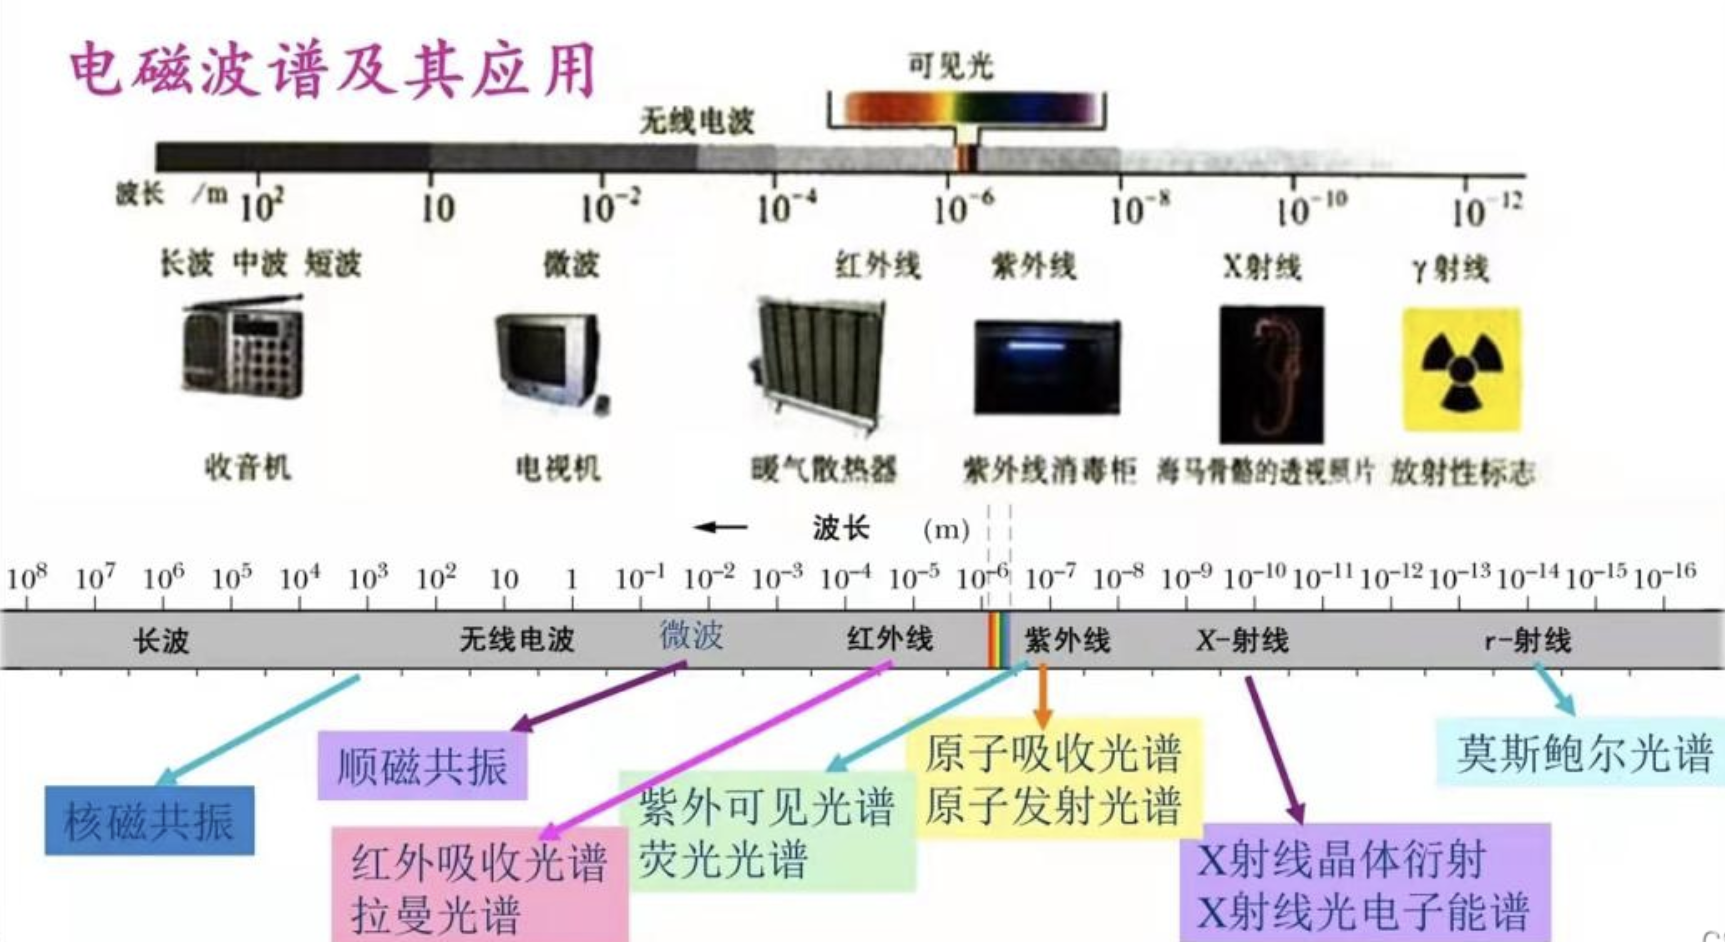 电磁波谱及其应用
可见光
无线电波
波长 /m 10² 10 10⁻² 10⁻⁴ 10⁻⁶ 10⁻⁸ 10⁻¹⁰ 10⁻¹²
长波 中波 短波 微波 红外线 紫外线 X射线 γ射线
收音机 电视机 暖气散热器 紫外线消毒柜 海马骨骼的透视照片 放射性标志
波长 (m)
10⁸ 10⁷ 10⁶ 10⁵ 10⁴ 10³ 10² 10 1 10⁻¹ 10⁻² 10⁻³ 10⁻⁴ 10⁻⁵ 10⁻⁶ 10⁻⁷ 10⁻⁸ 10⁻⁹ 10⁻¹⁰ 10⁻¹¹ 10⁻¹² 10⁻¹³ 10⁻¹⁴ 10⁻¹⁵ 10⁻¹⁶
长波 无线电波 微波 红外线 紫外线 X-射线 r-射线
核磁共振
顺磁共振
红外吸收光谱
拉曼光谱
紫外可见光谱
荧光光谱
原子吸收光谱
原子发射光谱
X射线晶体衍射
X射线光电子能谱
莫斯鲍尔光谱